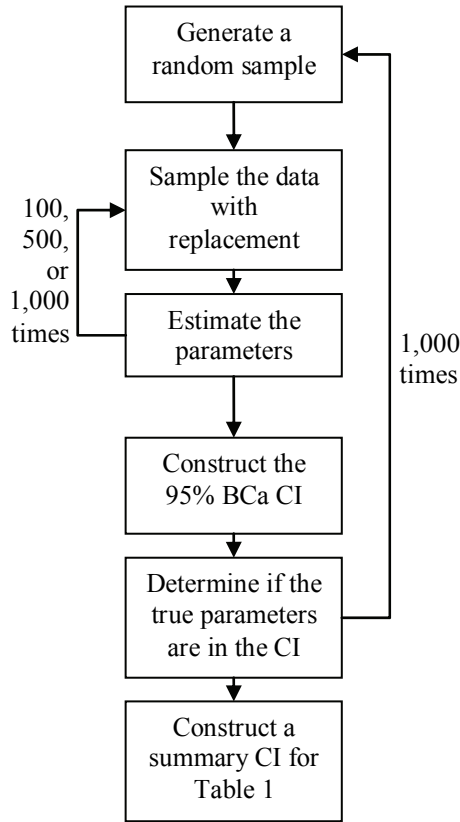 Generate a
random sample
Sample the data
with
replacement
100,
500,
or
1,000
times
Estimate the
parameters
1,000
times
Construct the
95% BCa CI
Determine if the
true parameters
are in the CI
Construct a
summary CI for
Table 1